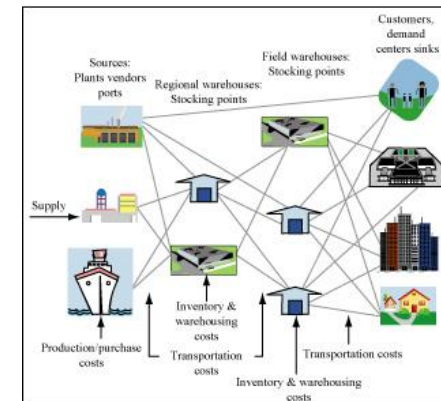 Customers,
demand
centers sinks
Field warehouses:
Stocking points
Sources:
Plants vendors
ports
Regional warehouses:
Stocking points
Supply
Inventory &
warehousing
costs
Production/purchase
costs
Transportation
costs
Transportation costs
Inventory & warehousing
costs